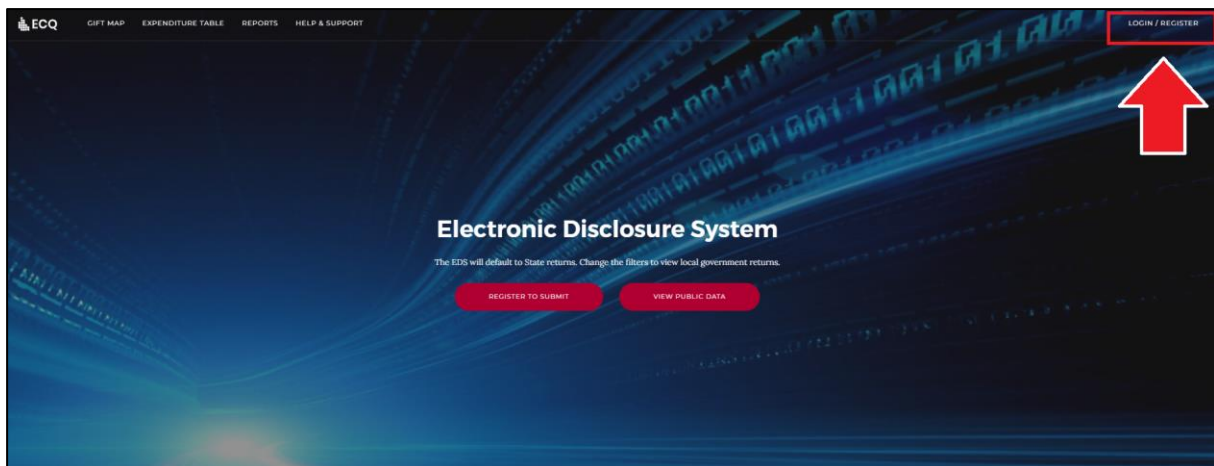 ECQ GIFT MAP EXPENDITURE TABLE REPORTS HELP & SUPPORT LOGIN / REGISTER
Electronic Disclosure System
The EDS will default to State returns. Change the filters to view local government returns.
REGISTER TO SUBMIT VIEW PUBLIC DATA